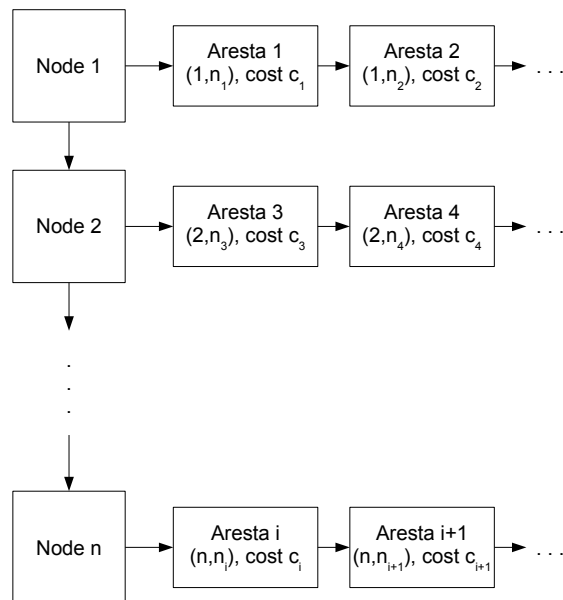 Node 1
Aresta 1
(1,n₁), cost c₁
Aresta 2
(1,n₂), cost c₂
. . .
Node 2
Aresta 3
(2,n₃), cost c₃
Aresta 4
(2,n₄), cost c₄
. . .
.
.
.
Node n
Aresta i
(n,nᵢ), cost cᵢ
Aresta i+1
(n,nᵢ₊₁), cost cᵢ₊₁
. . .